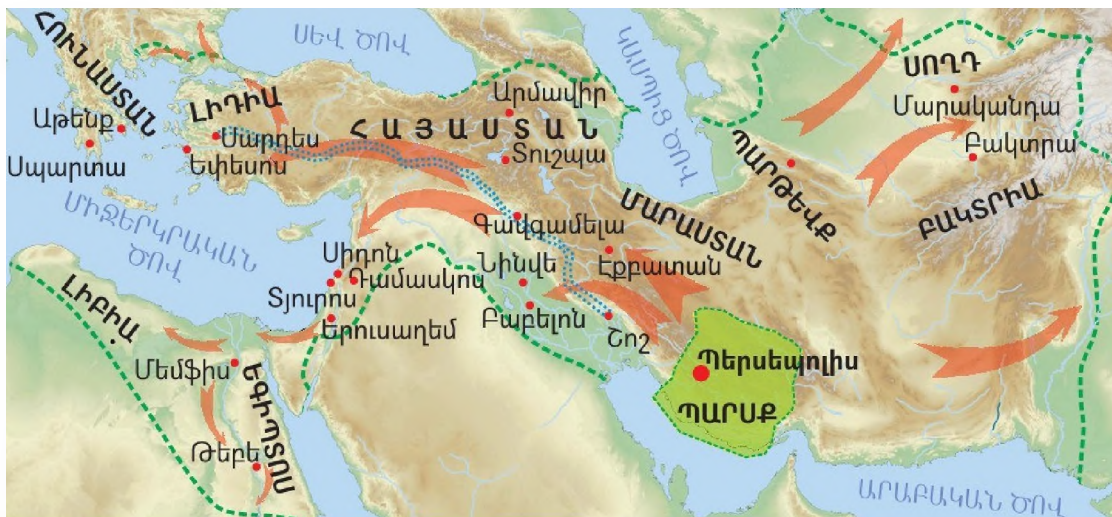 ՀՈՒՆԱՍՏԱՆ
ՍԵՎ ԾՈՎ
ԿԱՍՊԻՑ ԾՈՎ
ՍՈՂԴ
Մարականդա
Բակտրա
ԲԱԿՏՐԻԱ
ՊԱՐԹԵՎՔ
ԼԻԴԻԱ
Աթենք
Սպարտա
Սարդես
Եփեսոս
ՀԱՅԱՍՏԱՆ
Արմավիր
Տուշպա
ՄԱՐԱՍՏԱՆ
Գավգամելա
Նինվե
Էքբատան
Բաբելոն
Շոշ
ՄԻՋԵՐԿՐԱԿԱՆ
ԾՈՎ
Սիդոն
Դամասկոս
Տյուրոս
Երուսաղեմ
ԼԻԲԻԱ
Մեմֆիս
ԵԳԻՊՏՈՍ
Թեբե
Պերսեպոլիս
ՊԱՐՍՔ
ԱՐԱԲԱԿԱՆ ԾՈՎ